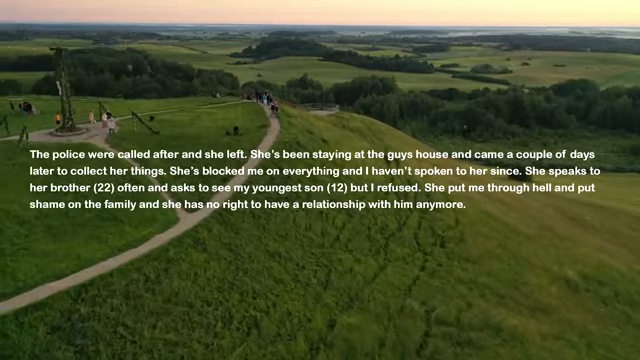 The police were called after and she left. She's been staying at the guys house and came a couple of days
later to collect her things. She's blocked me on everything and I haven't spoken to her since. She speaks to
her brother (22) often and asks to see my youngest son (12) but I refused. She put me through hell and put
shame on the family and she has no right to have a relationship with him anymore.